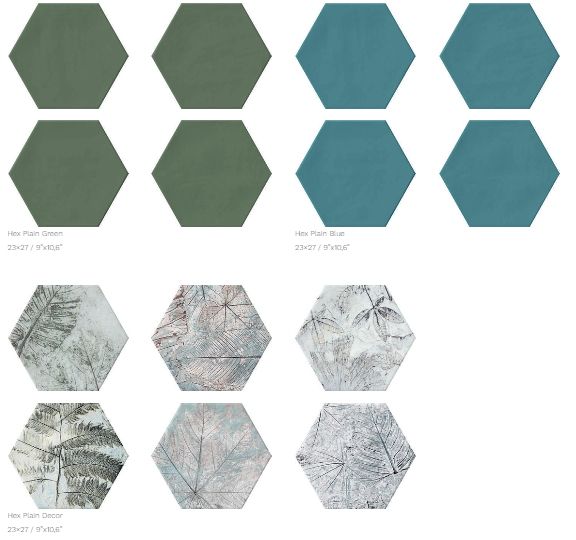 Hex Plain Green
23×27 / 9"x10,6"
Hex Plain Blue
23×27 / 9"x10,6"
Hex Plain Decor
23×27 / 9"x10,6"